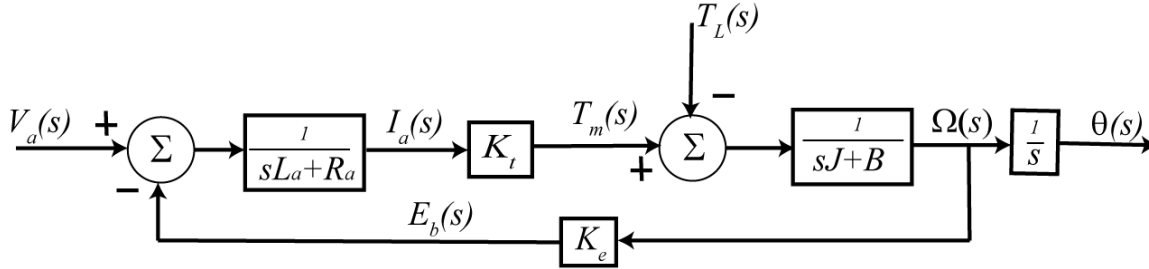 T_L(s)
−
V_a(s)
+
Σ
−
1
sL_a+R_a
I_a(s)
K_t
T_m(s)
+
Σ
1
sJ+B
Ω(s)
1
s
θ(s)
E_b(s)
K_e